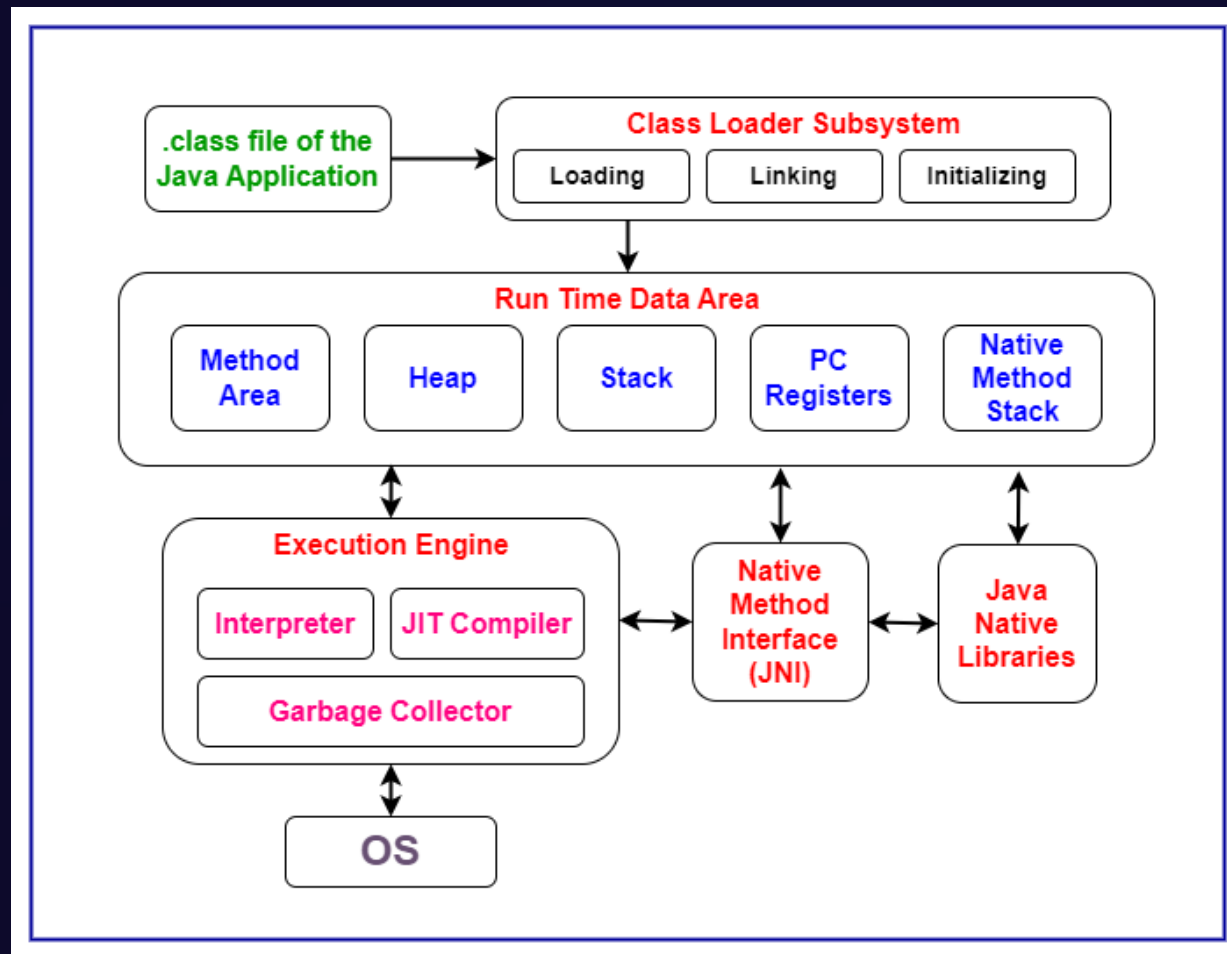 .class file of the
Java Application
Class Loader Subsystem
Loading
Linking
Initializing
Run Time Data Area
Method
Area
Heap
Stack
PC
Registers
Native
Method
Stack
Execution Engine
Interpreter
JIT Compiler
Garbage Collector
Native
Method
Interface
(JNI)
Java
Native
Libraries
OS